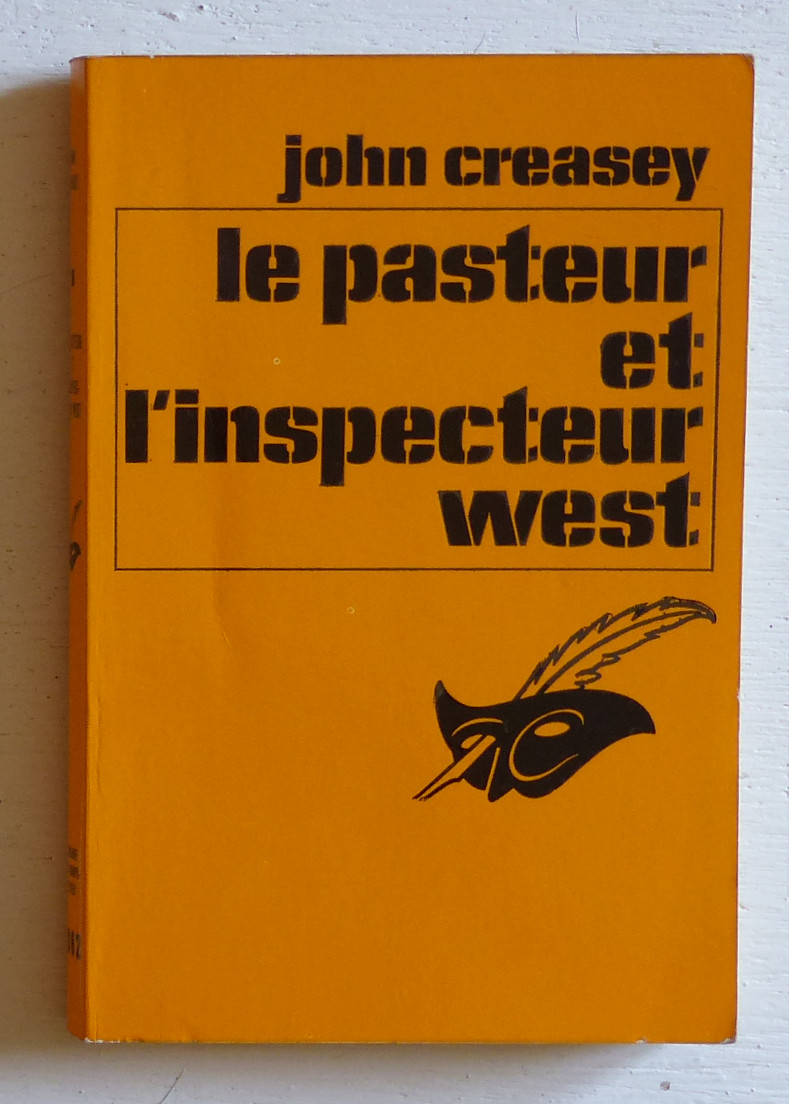 john creasey
le pasteur
et
l'inspecteur
west